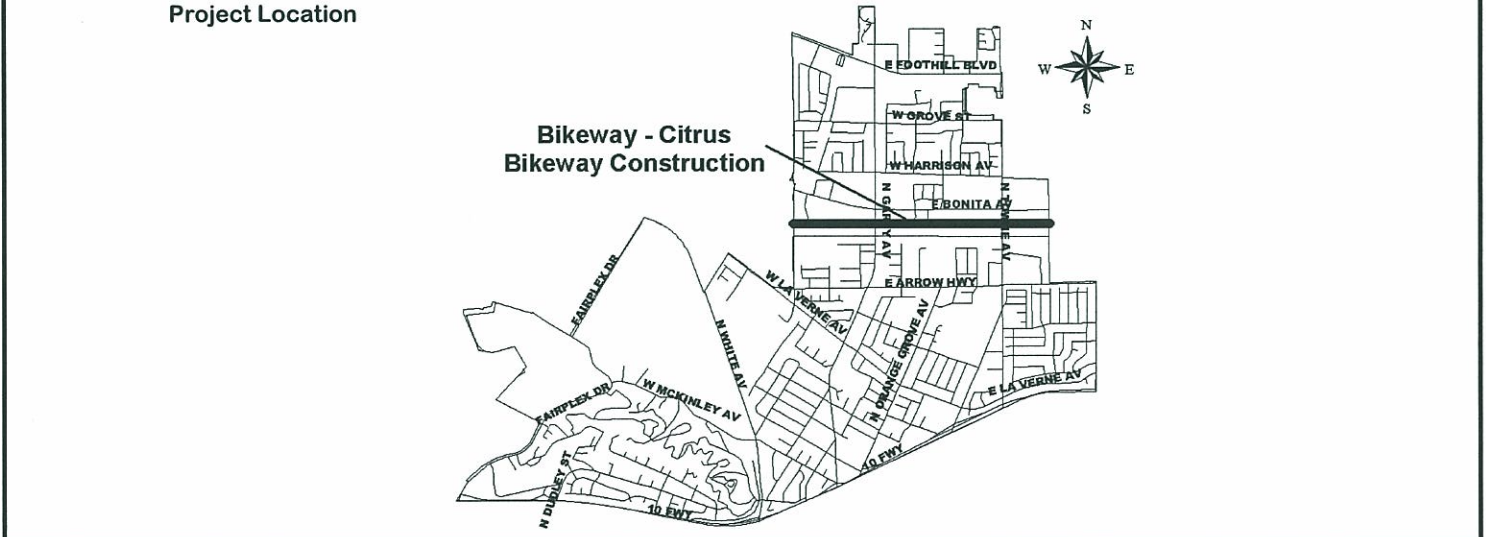 Project Location
N
W E
S
E FOOTHILL BLVD
W GROVE ST
Bikeway - Citrus
Bikeway Construction
W HARRISON AV
N GAREY AV
N TOWNE AV
E BONITA AV
FAIRPLEX DR
W LA VERNE AV
E ARROW HWY
N WHITE AV
N ORANGE GROVE AV
E LA VERNE AV
FAIRPLEX DR
W MCKINLEY AV
N DUDLEY ST
10 FWY
10 FWY